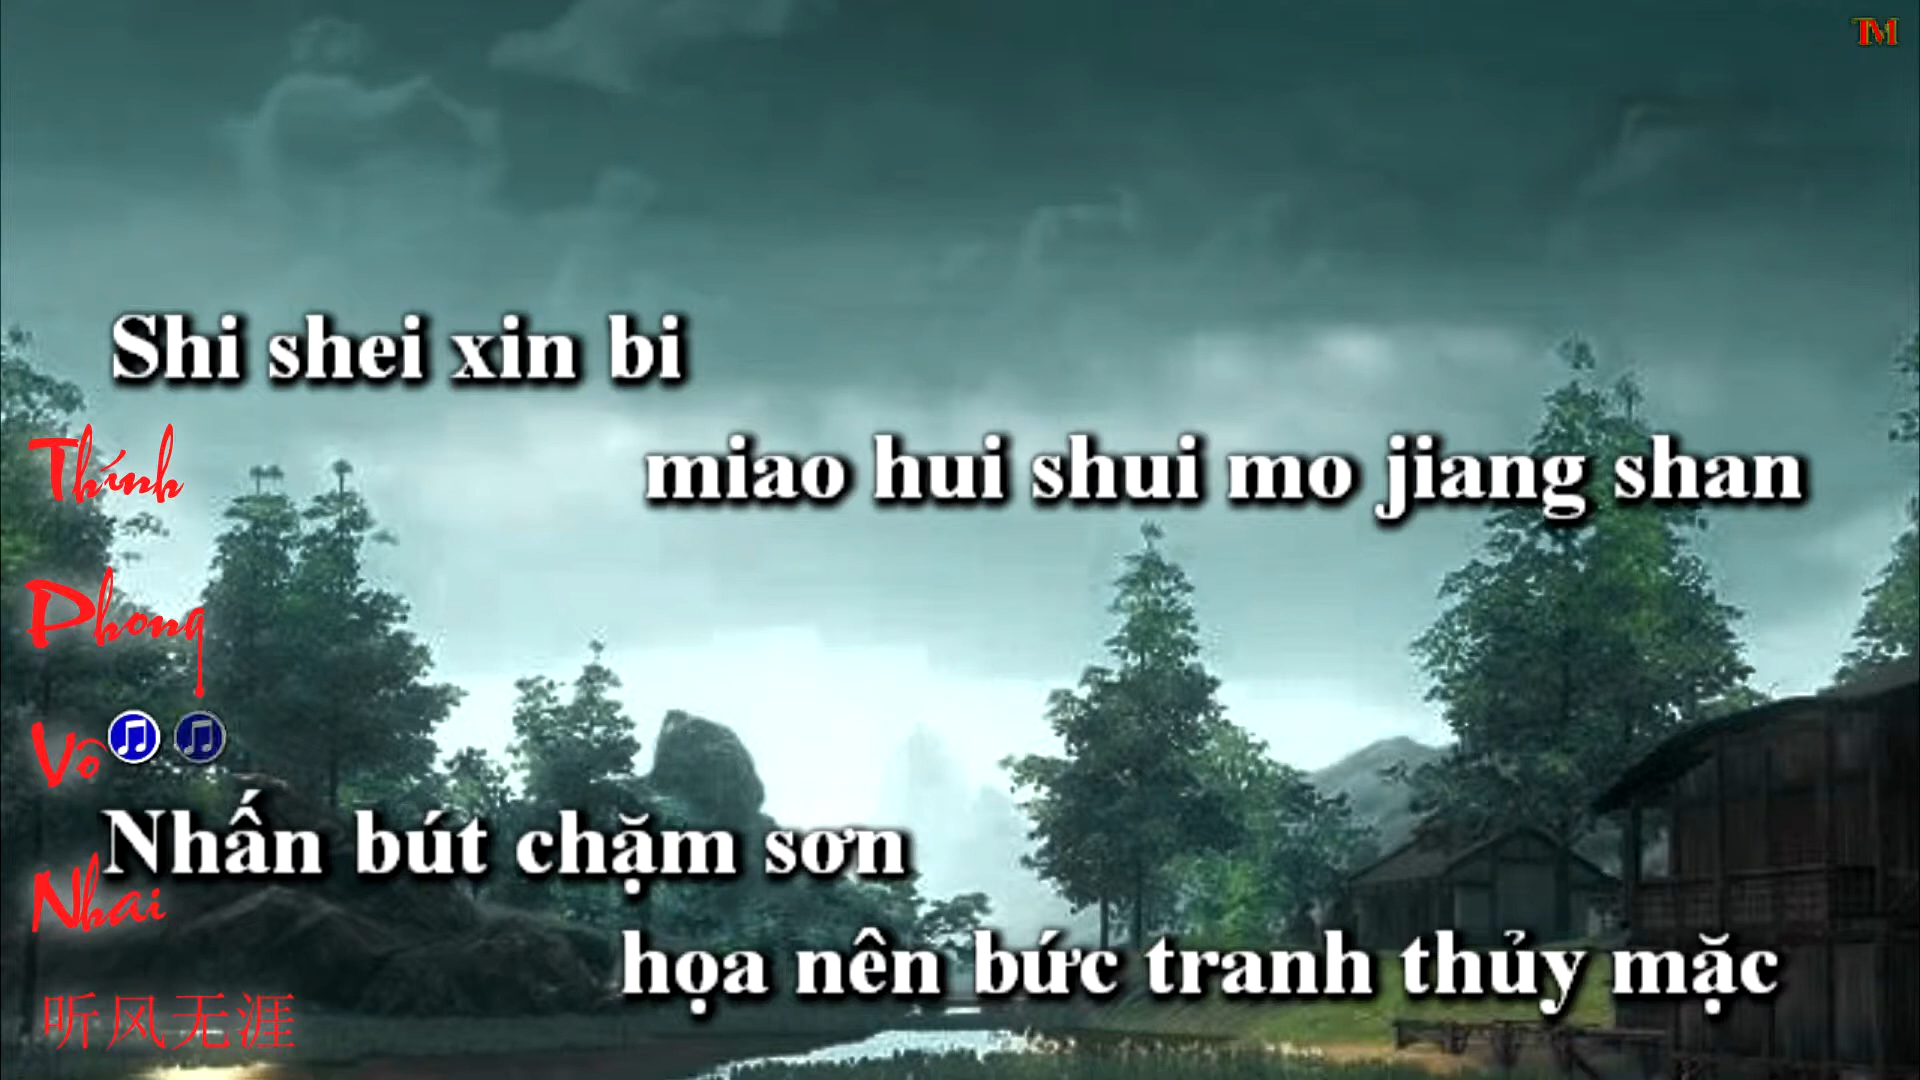 TM
Shi shei xin bi
miao hui shui mo jiang shan
Thính
Phong
Vô
Nhai
听风无涯
Nhấn bút chặm sơn
họa nên bức tranh thủy mặc